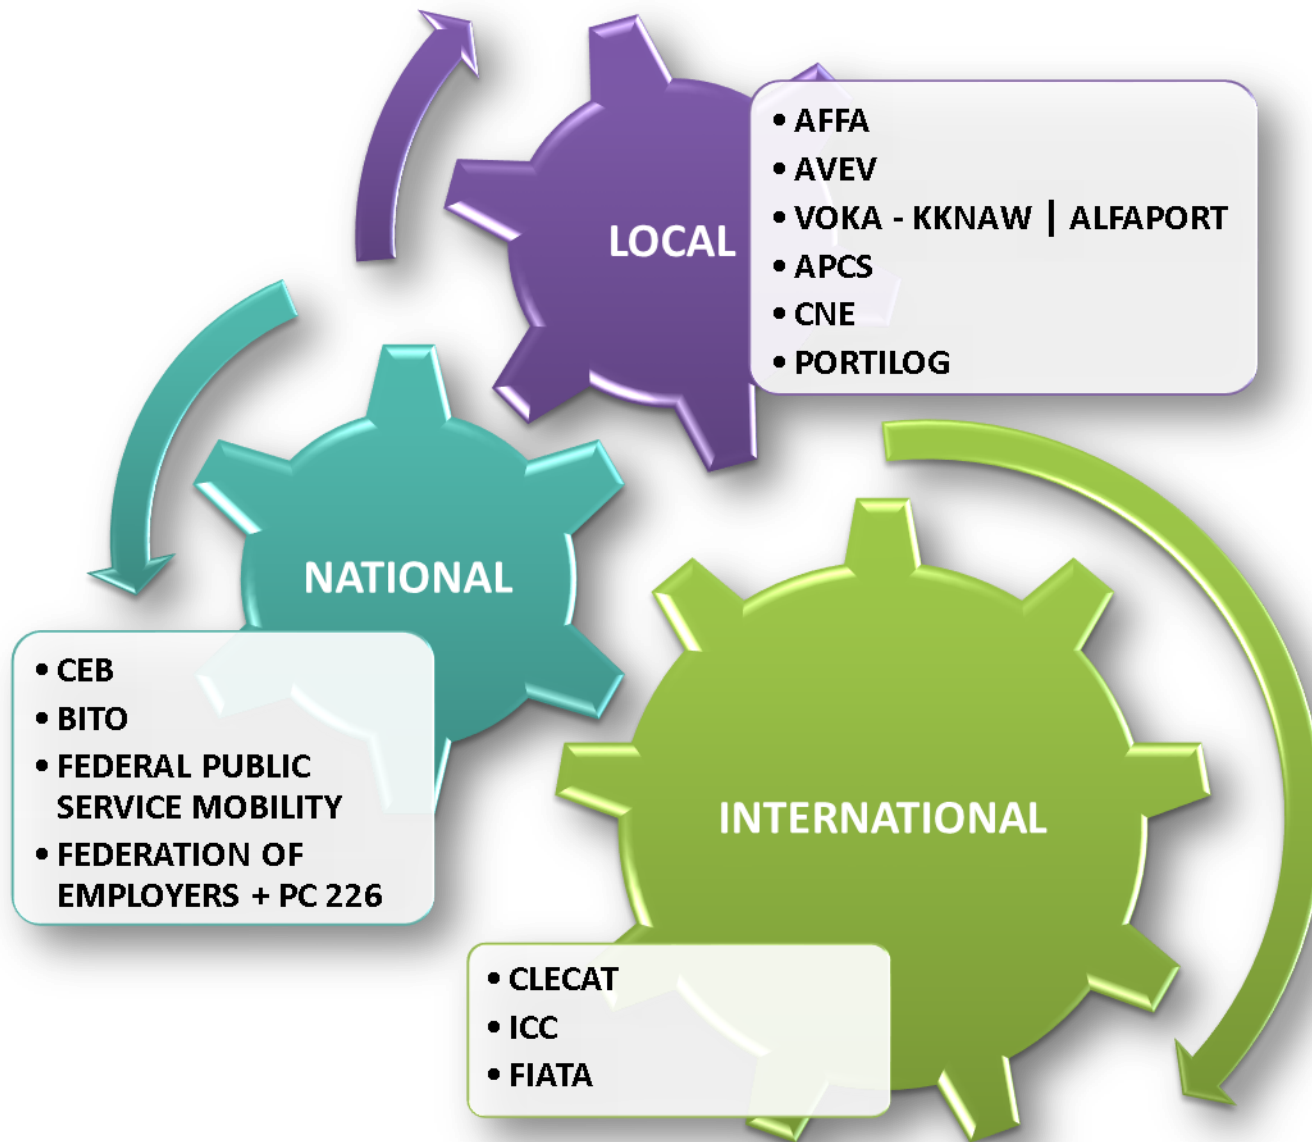 LOCAL
• AFFA
• AVEV
• VOKA - KKNAW | ALFAPORT
• APCS
• CNE
• PORTILOG
NATIONAL
• CEB
• BITO
• FEDERAL PUBLIC
SERVICE MOBILITY
• FEDERATION OF
EMPLOYERS + PC 226
INTERNATIONAL
• CLECAT
• ICC
• FIATA